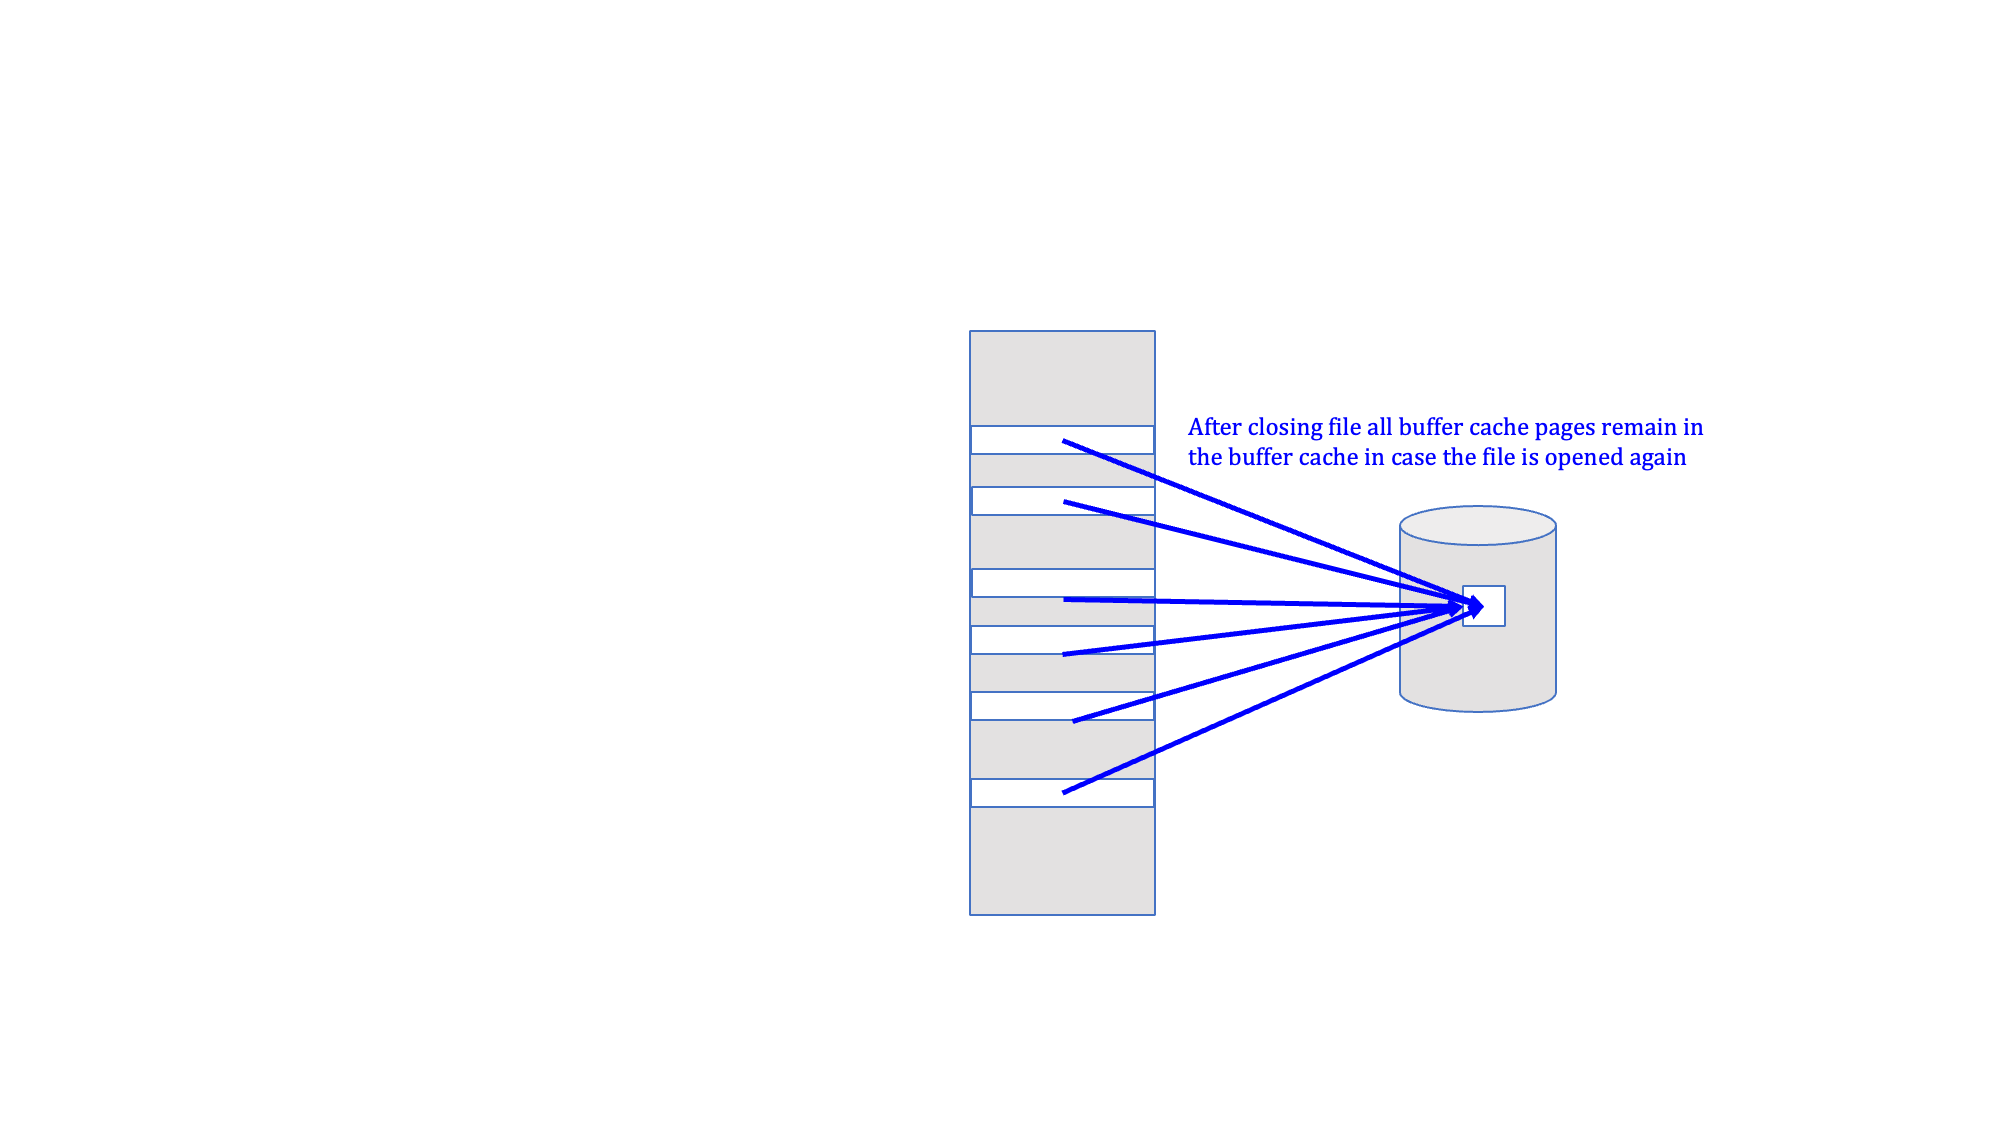 After closing file all buffer cache pages remain in
the buffer cache in case the file is opened again